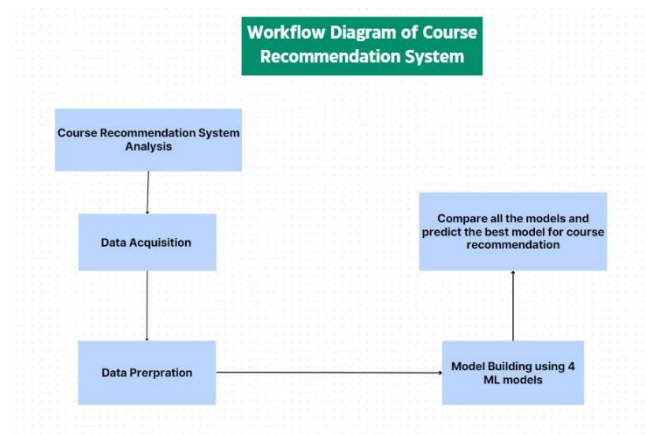 Workflow Diagram of Course
Recommendation System
Course Recommendation System
Analysis
Data Acquisition
Data Prerpration
Model Building using 4
ML models
Compare all the models and
predict the best model for course
recommendation